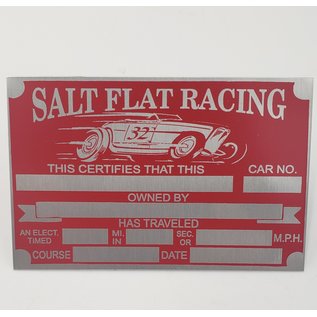 SALT FLAT RACING
32
THIS CERTIFIES THAT THIS CAR NO.
OWNED BY
HAS TRAVELED
AN ELECT. TIMED MI. IN SEC. OR M.P.H.
COURSE DATE